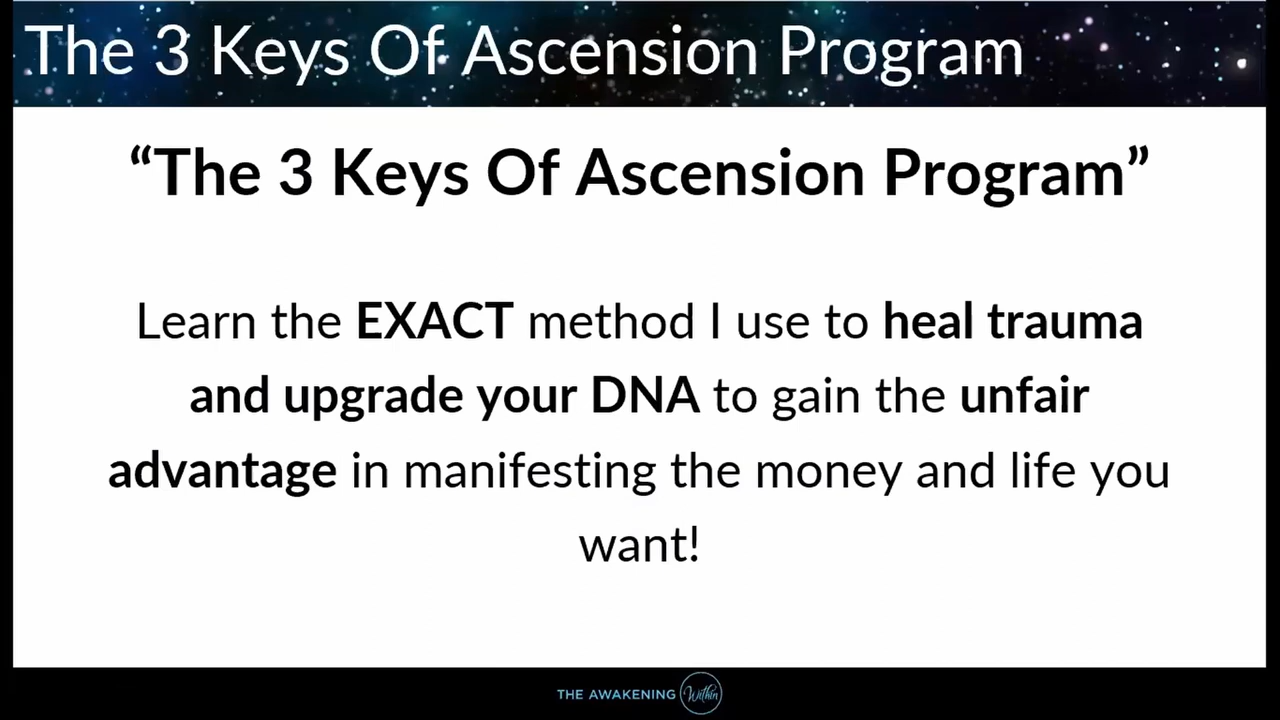 The 3 Keys Of Ascension Program
“The 3 Keys Of Ascension Program”
Learn the EXACT method I use to heal trauma
and upgrade your DNA to gain the unfair
advantage in manifesting the money and life you
want!
THE AWAKENING Within